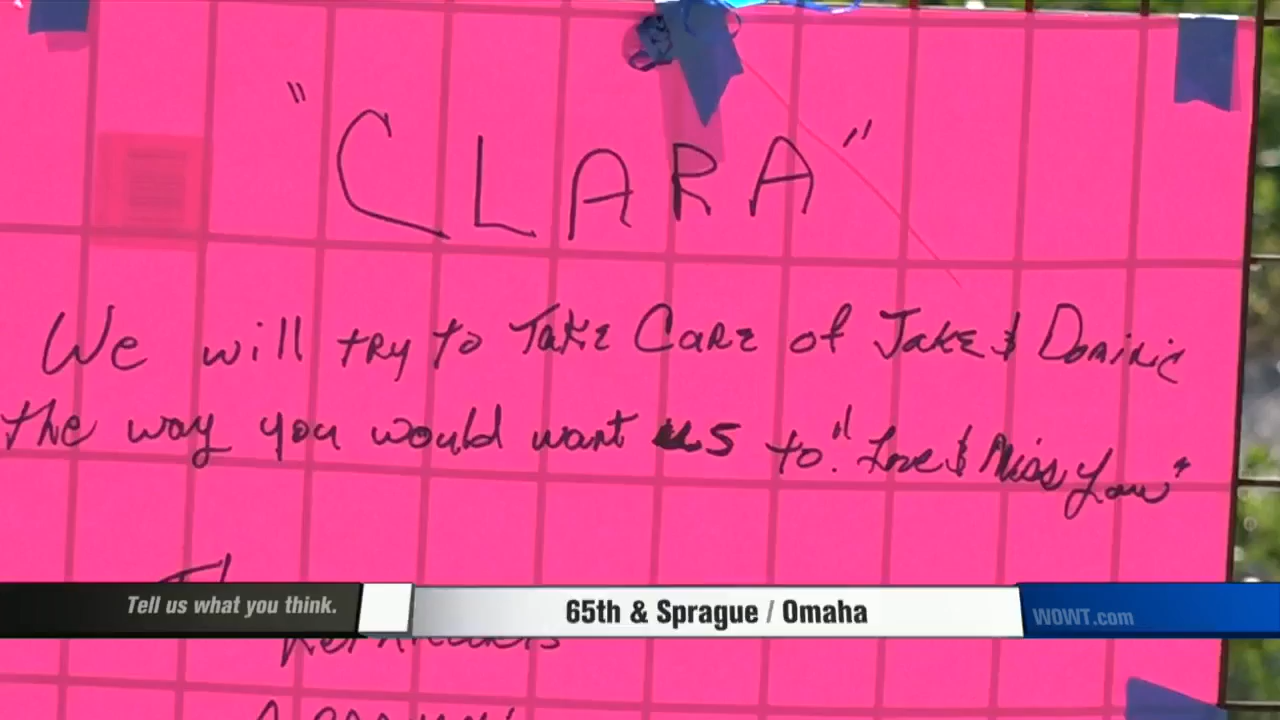 "CLARA"
We will try to Take Care of Jake & Dominic
the way you would want us to. "Love & Miss You"
Tell us what you think.
65th & Sprague / Omaha
WOWT.com